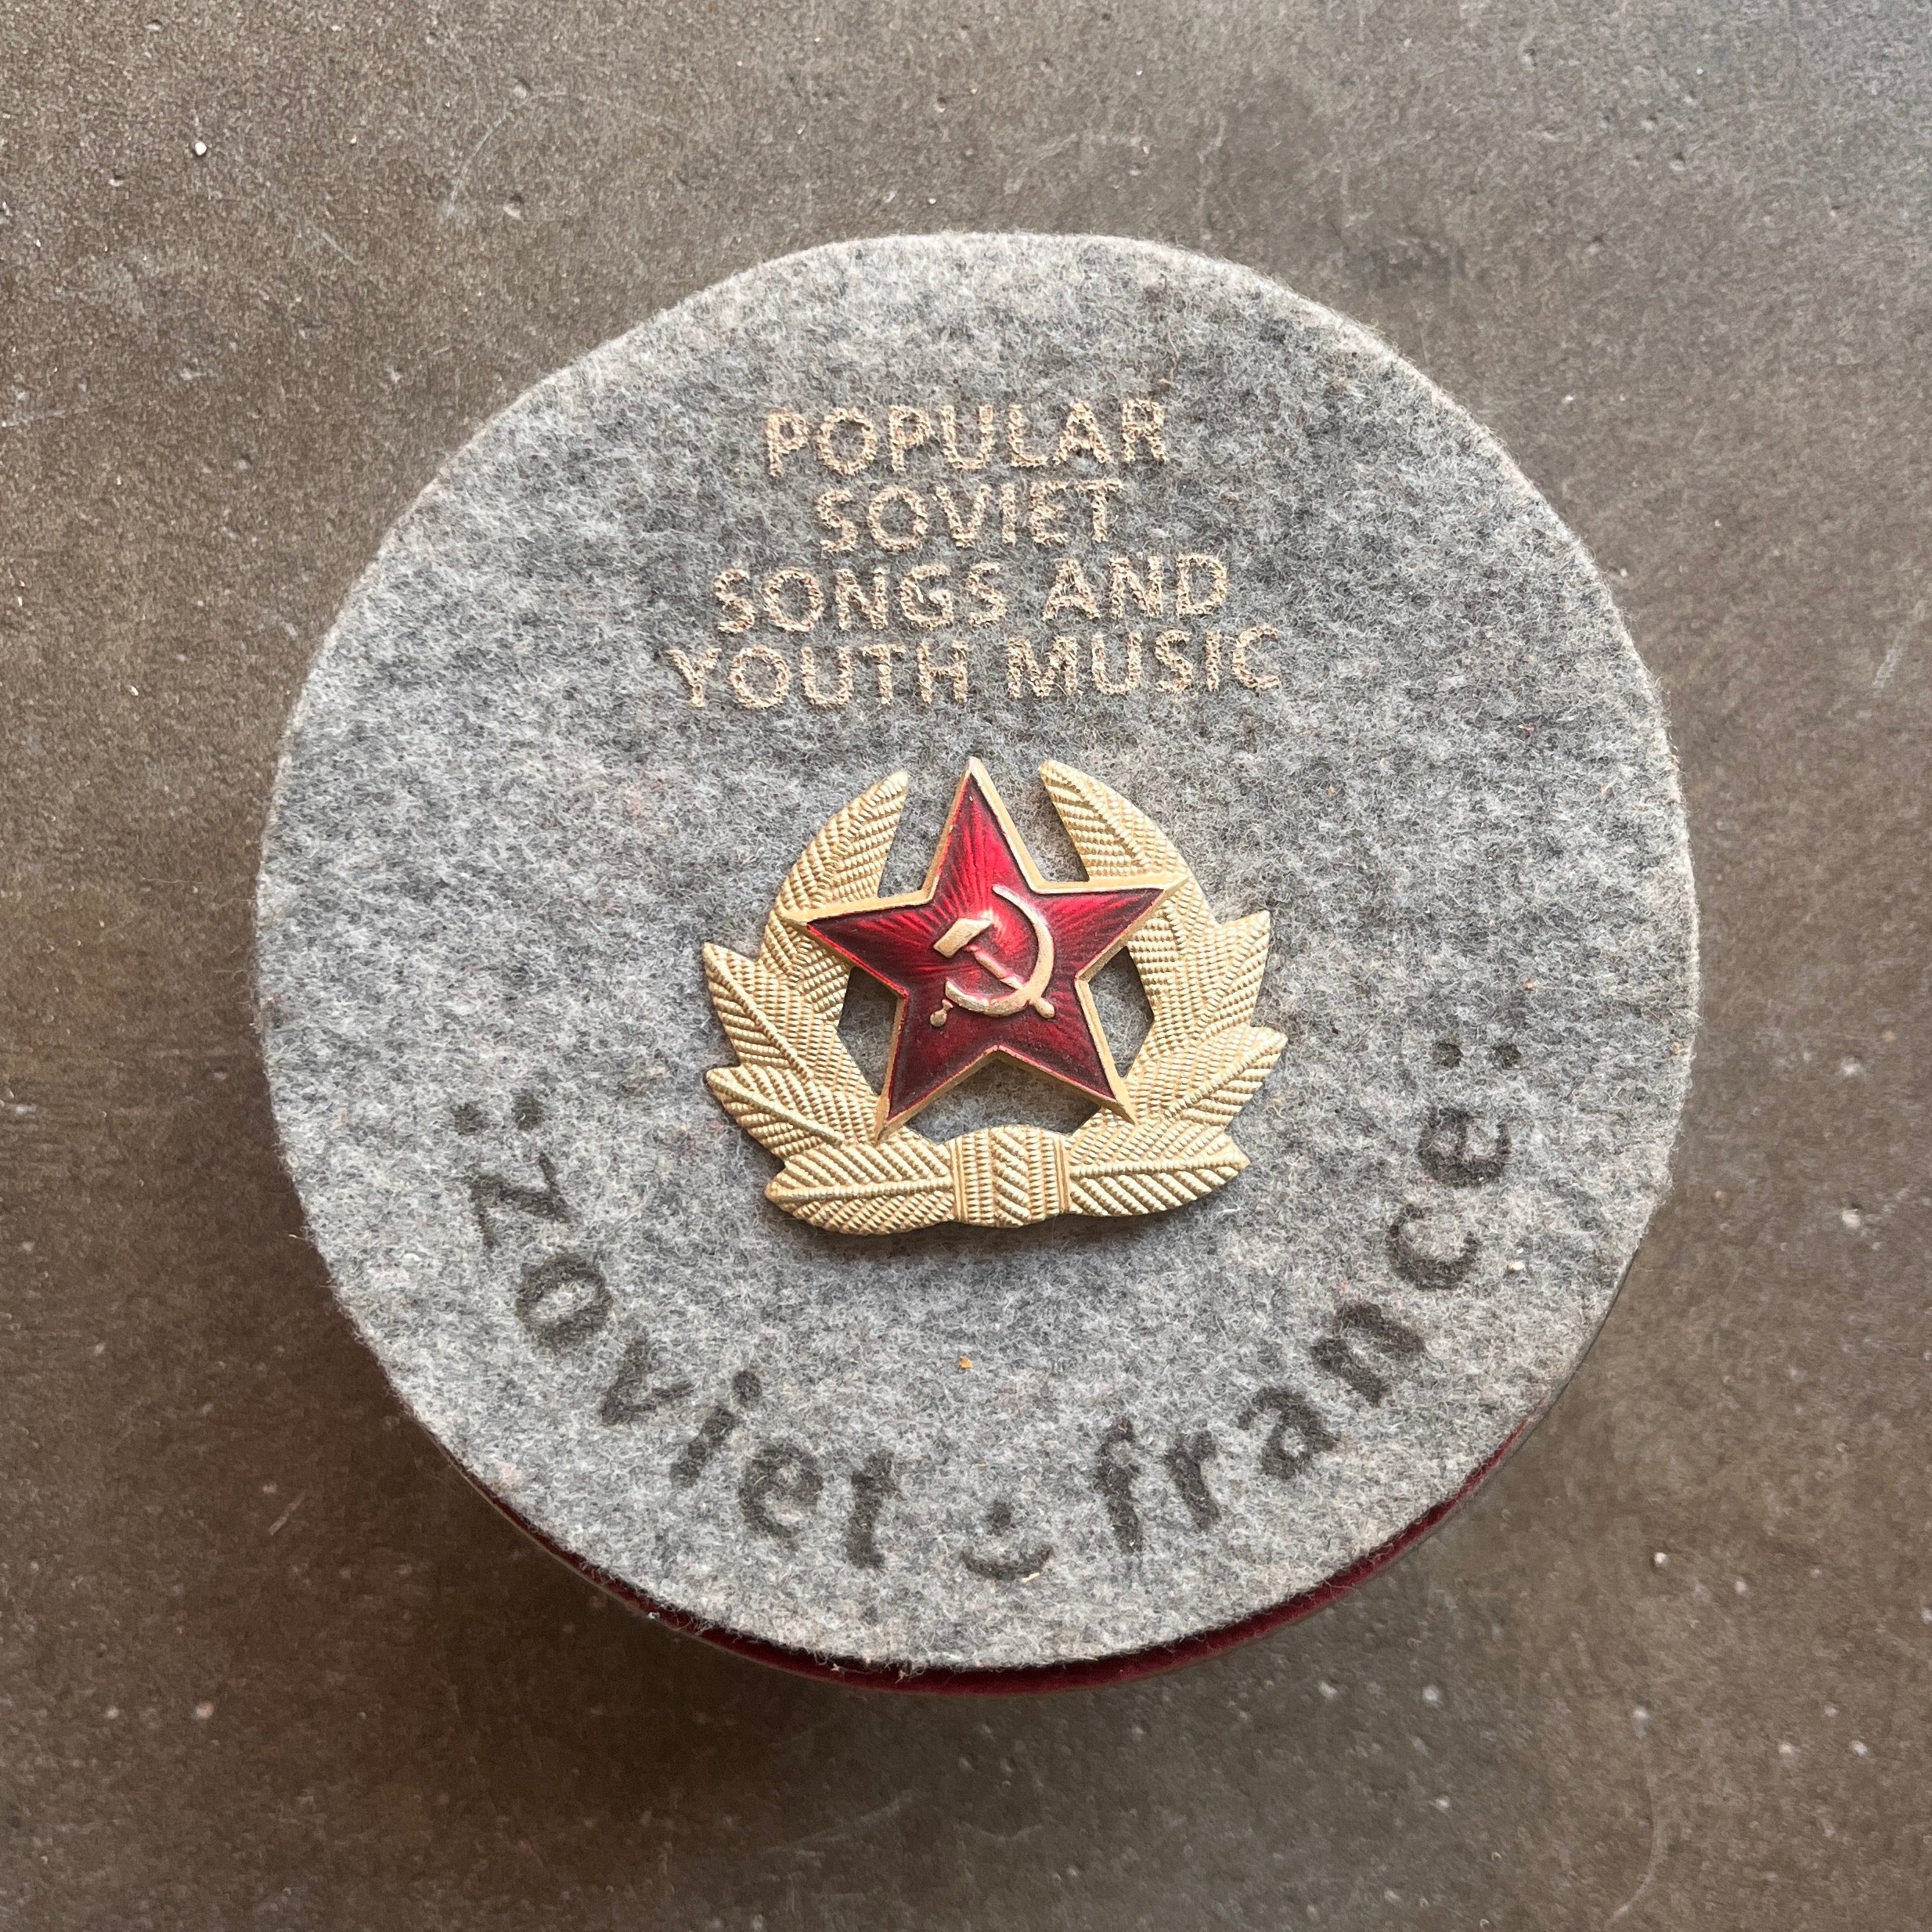 POPULAR
SOVIET
SONGS AND
YOUTH MUSIC
:zoviet * france: